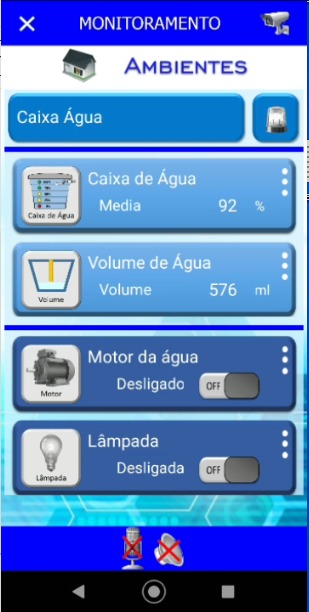 MONITORAMENTO
AMBIENTES
Caixa Água
Caixa de Água
Media 92 %
Caixa de Água
Volume de Água
Volume 576 ml
Volume
Motor da água
Desligado OFF
Motor
Lâmpada
Desligada OFF
Lâmpada